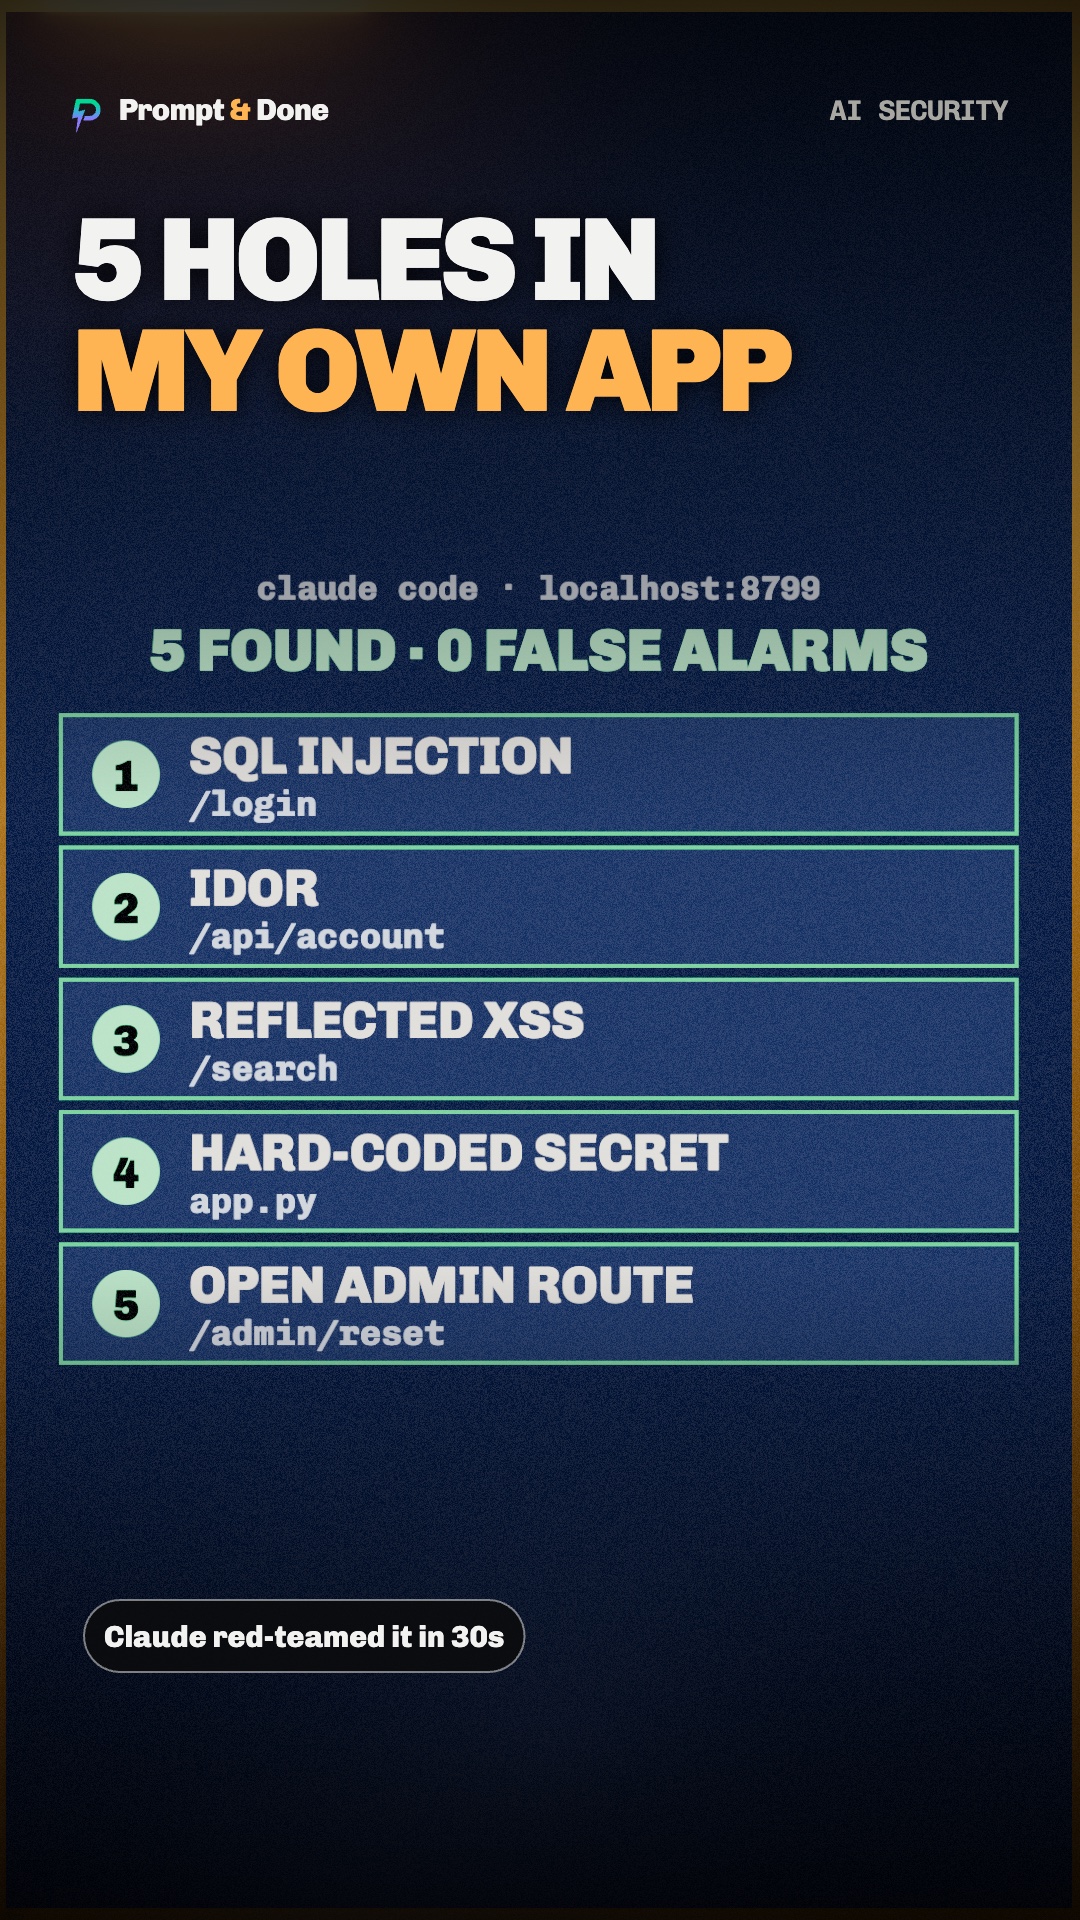 Prompt & Done
AI SECURITY
5 HOLES IN
MY OWN APP
claude code · localhost:8799
5 FOUND · 0 FALSE ALARMS
1
SQL INJECTION
/login
2
IDOR
/api/account
3
REFLECTED XSS
/search
4
HARD-CODED SECRET
app.py
5
OPEN ADMIN ROUTE
/admin/reset
Claude red-teamed it in 30s